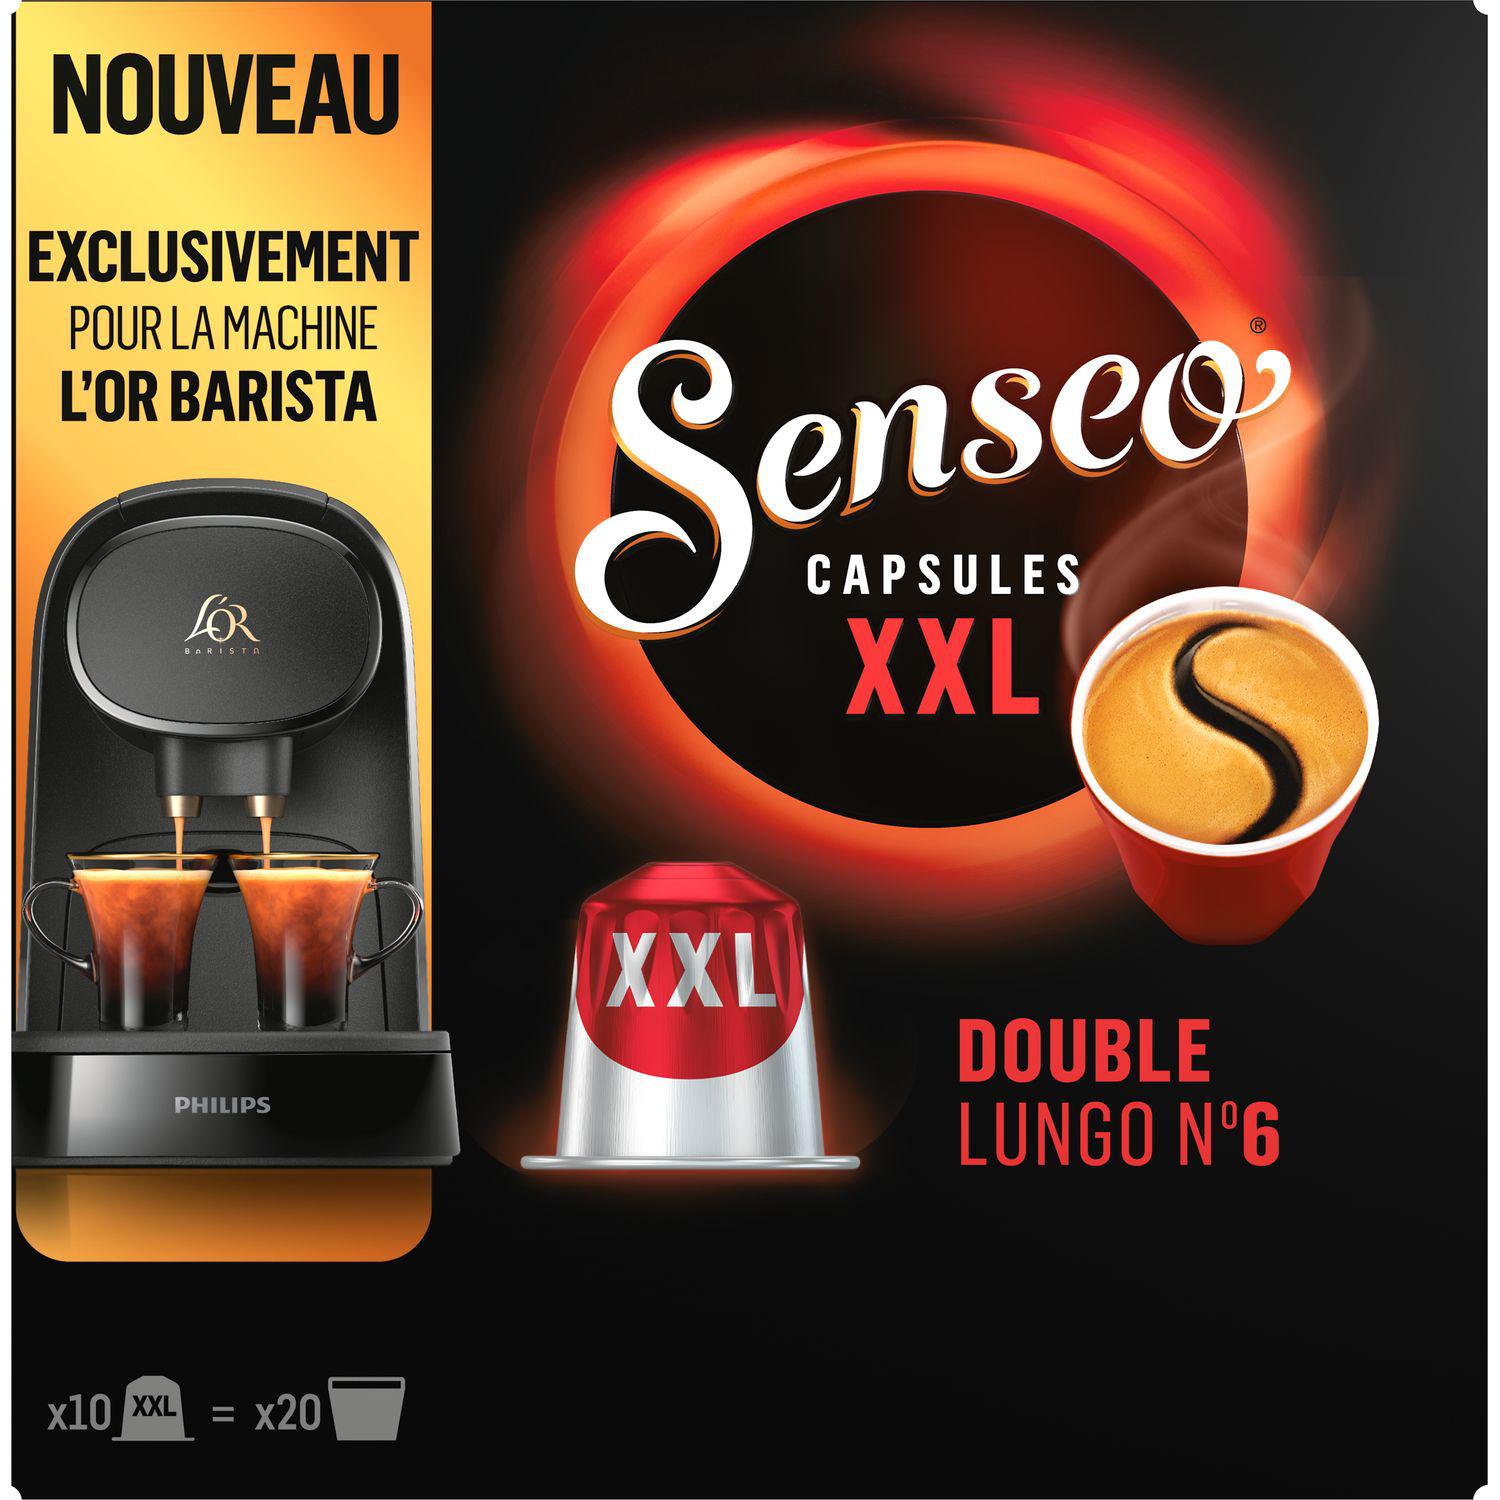 NOUVEAU
EXCLUSIVEMENT
POUR LA MACHINE
L'OR BARISTA
L'OR
BARISTA
PHILIPS
x10 XXL = x20
Senseo®
CAPSULES
XXL
XXL
DOUBLE
LUNGO Nº6